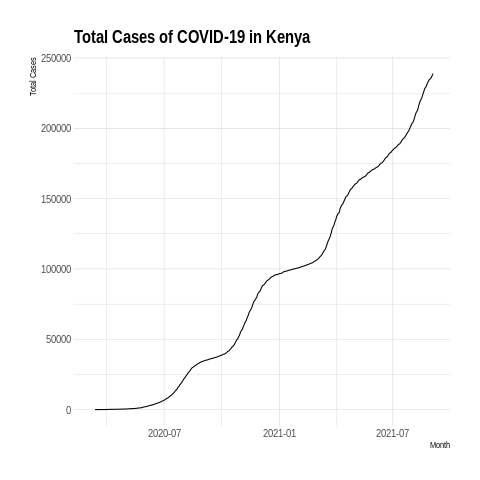 Total Cases of COVID-19 in Kenya
Total Cases
250000
200000
150000
100000
50000
0
2020-07 2021-01 2021-07
Month